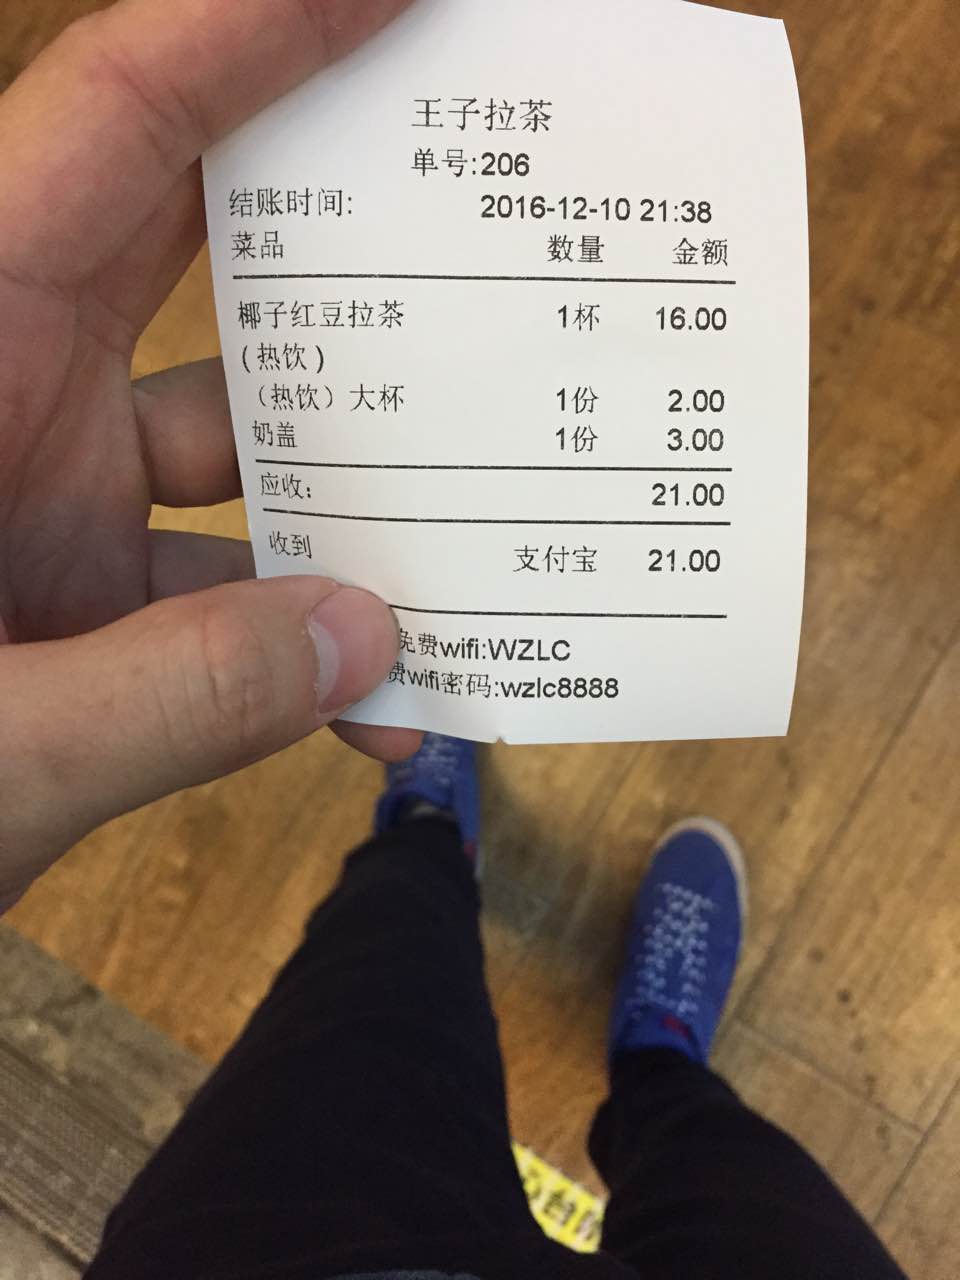 王子拉茶
单号:206
结账时间: 2016-12-10 21:38
菜品 数量 金额
椰子红豆拉茶 1杯 16.00
(热饮)
（热饮）大杯 1份 2.00
奶盖 1份 3.00
应收: 21.00
收到 支付宝 21.00
免费wifi:WZLC
费wifi密码:wzlc8888